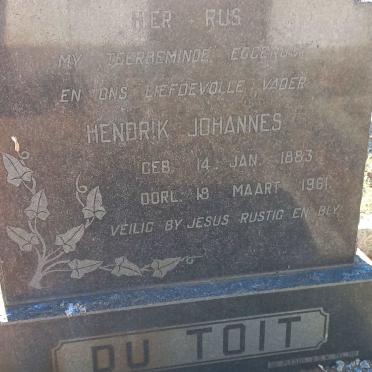 HIER RUS
MY TEERBEMINDE EGGENOOT
EN ONS LIEFDEVOLLE VADER
HENDRIK JOHANNES
GEB. 14. JAN. 1883
OORL. 18 MAART 1961.
VEILIG BY JESUS RUSTIG EN BLY
DU TOIT